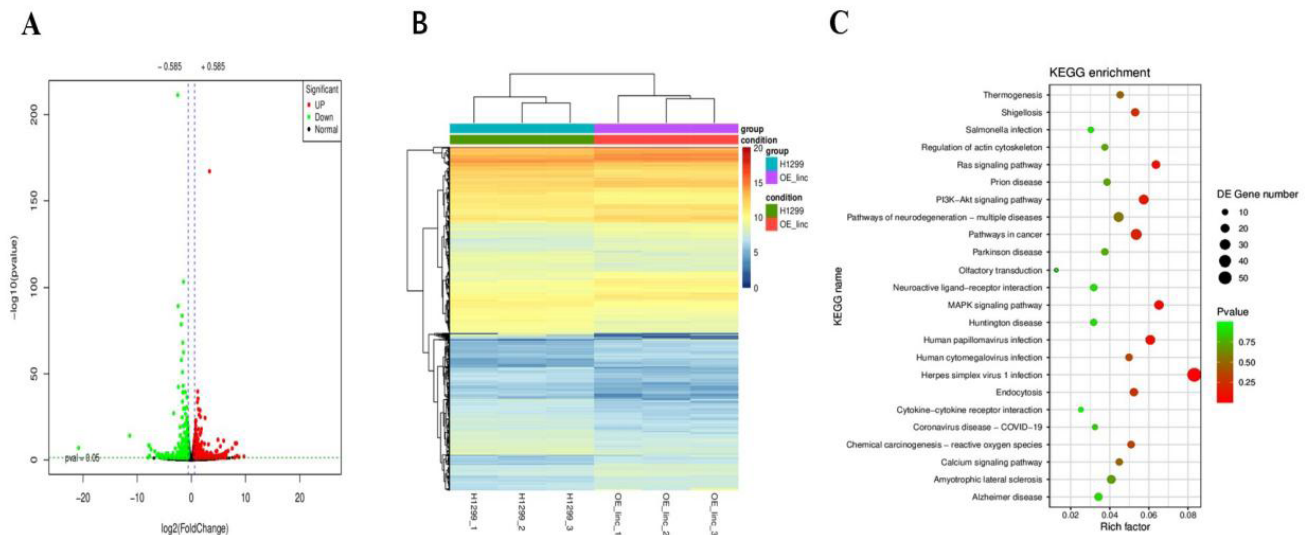 A
B
C
− 0.585
+ 0.585
Significant
UP
Down
Normal
200
150
100
50
0
−log10(pvalue)
pval = 0.05
−20
−10
0
10
20
log2(FoldChange)
group
condition
20
15
10
5
0
group
H1299
OE_linc
condition
H1299
OE_linc
H1299_1
H1299_2
H1299_3
OE_linc_1
OE_linc_2
OE_linc_3
KEGG enrichment
KEGG name
Thermogenesis
Shigellosis
Salmonella infection
Regulation of actin cytoskeleton
Ras signaling pathway
Prion disease
PI3K−Akt signaling pathway
Pathways of neurodegeneration − multiple diseases
Pathways in cancer
Parkinson disease
Olfactory transduction
Neuroactive ligand−receptor interaction
MAPK signaling pathway
Huntington disease
Human papillomavirus infection
Human cytomegalovirus infection
Herpes simplex virus 1 infection
Endocytosis
Cytokine−cytokine receptor interaction
Coronavirus disease − COVID−19
Chemical carcinogenesis − reactive oxygen species
Calcium signaling pathway
Amyotrophic lateral sclerosis
Alzheimer disease
0.02
0.04
0.06
0.08
Rich factor
DE Gene number
10
20
30
40
50
Pvalue
0.75
0.50
0.25